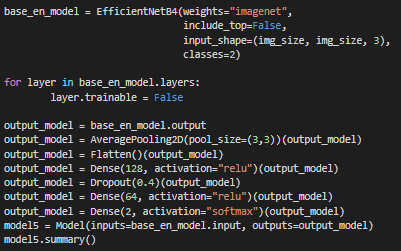 base_en_model = EfficientNetB4(weights="imagenet",
include_top=False,
input_shape=(img_size, img_size, 3),
classes=2)
for layer in base_en_model.layers:
layer.trainable = False
output_model = base_en_model.output
output_model = AveragePooling2D(pool_size=(3,3))(output_model)
output_model = Flatten()(output_model)
output_model = Dense(128, activation="relu")(output_model)
output_model = Dropout(0.4)(output_model)
output_model = Dense(64, activation="relu")(output_model)
output_model = Dense(2, activation="softmax")(output_model)
model5 = Model(inputs=base_en_model.input, outputs=output_model)
model5.summary()